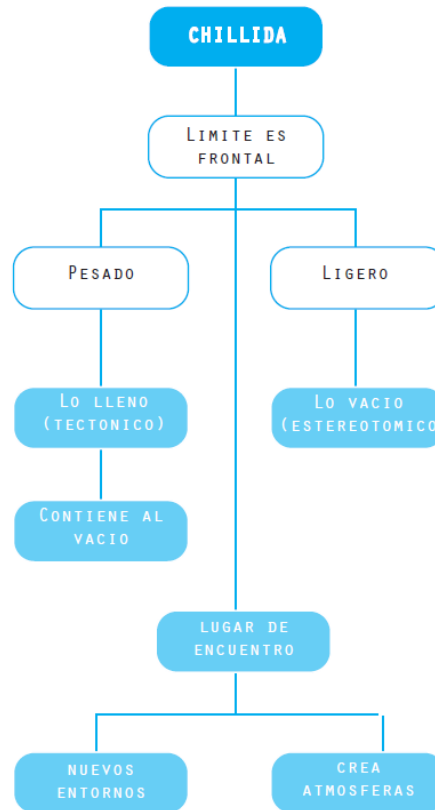 CHILLIDA
LIMITE ES
FRONTAL
PESADO
LIGERO
LO LLENO
(TECTONICO)
LO VACIO
(ESTEREOTOMICO
CONTIENE AL
VACIO
LUGAR DE
ENCUENTRO
NUEVOS
ENTORNOS
CREA
ATMOSFERAS